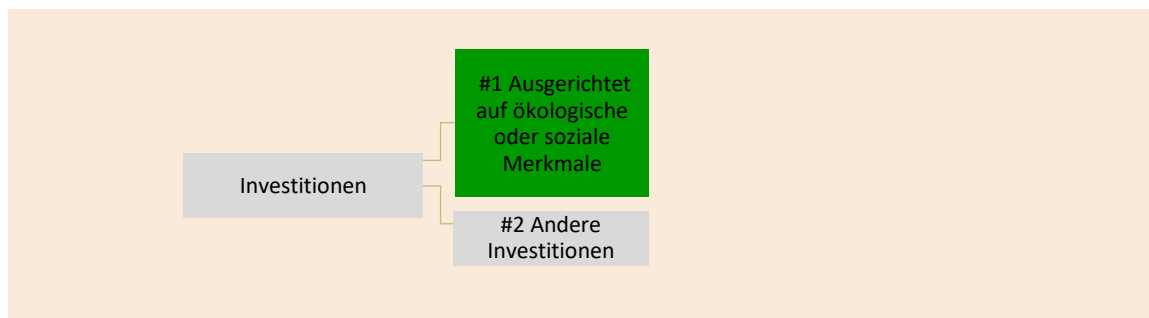 #1 Ausgerichtet
auf ökologische
oder soziale
Merkmale
Investitionen
#2 Andere
Investitionen